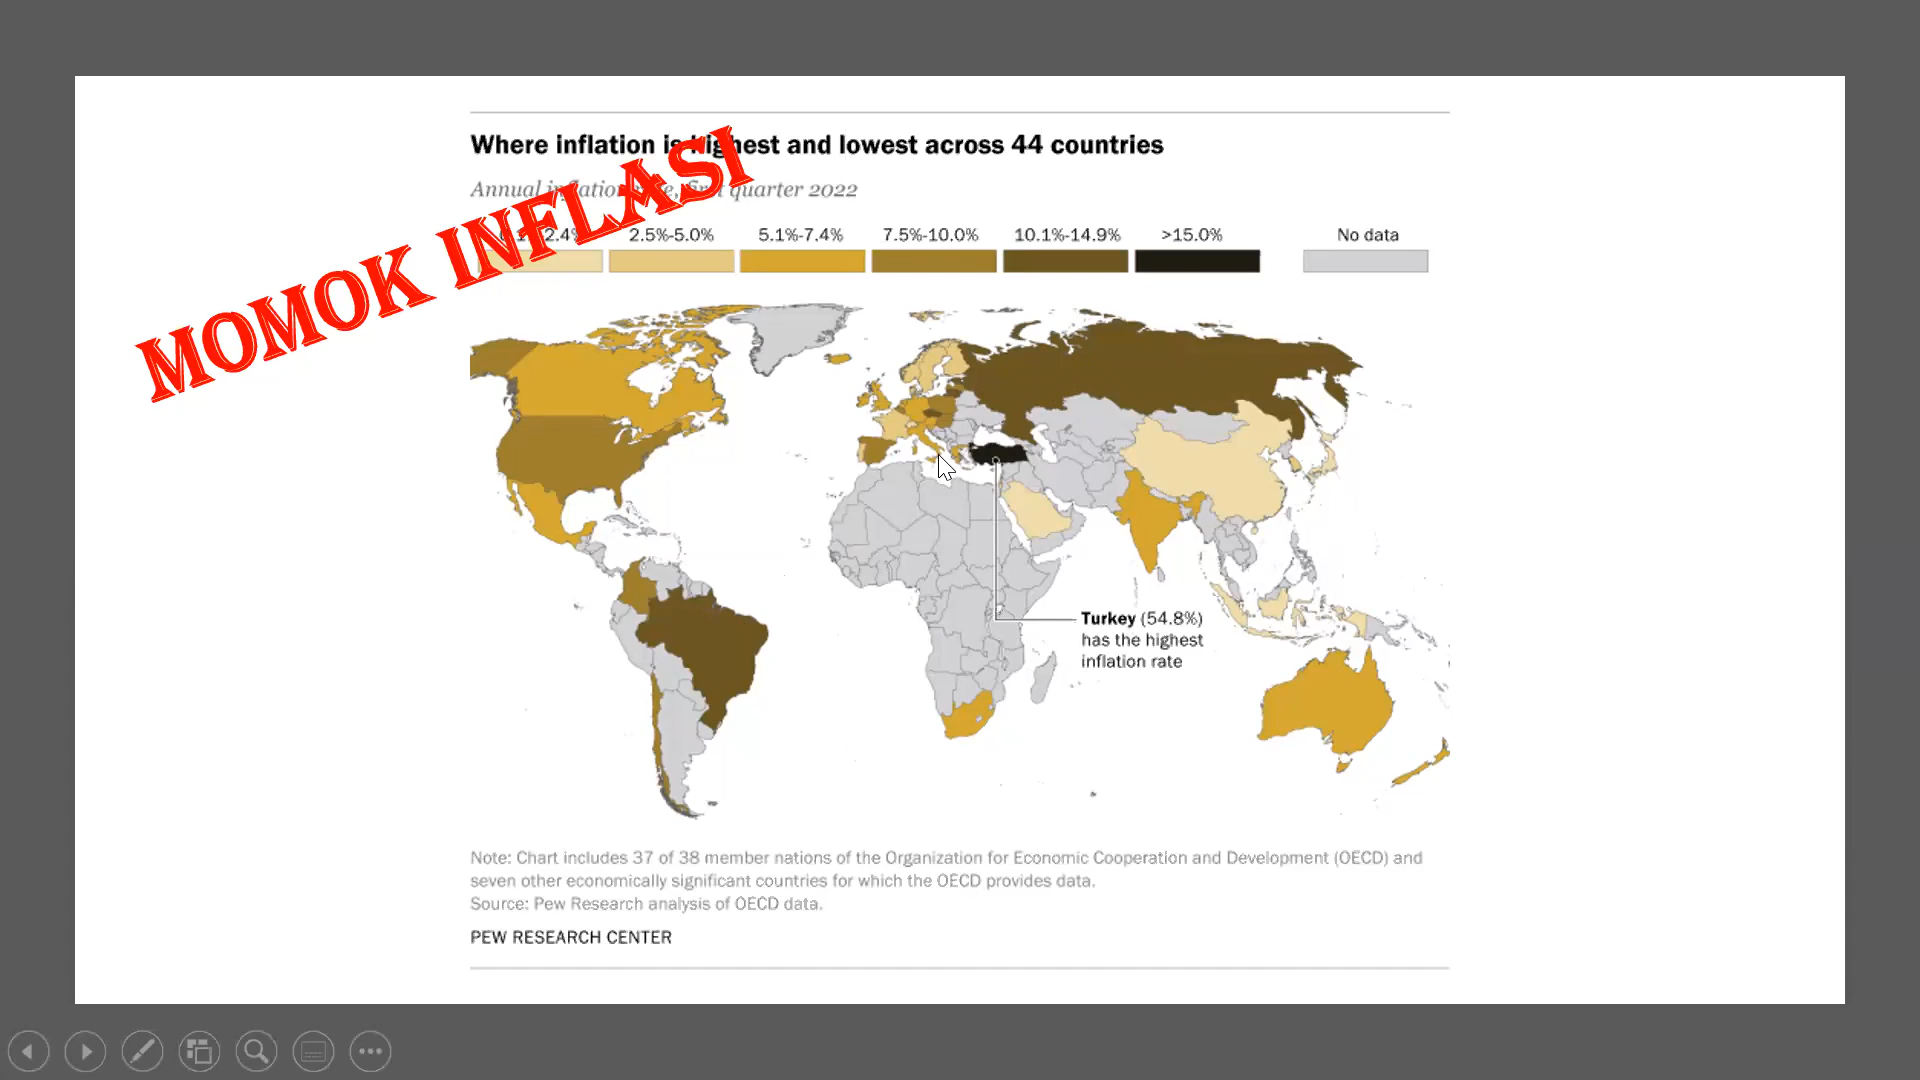 Where inflation is highest and lowest across 44 countries
Annual inflation rate, first quarter 2022
MOMOK INFLASI
2.4%
2.5%-5.0%
5.1%-7.4%
7.5%-10.0%
10.1%-14.9%
>15.0%
No data
Turkey (54.8%)
has the highest
inflation rate
Note: Chart includes 37 of 38 member nations of the Organization for Economic Cooperation and Development (OECD) and
seven other economically significant countries for which the OECD provides data.
Source: Pew Research analysis of OECD data.
PEW RESEARCH CENTER